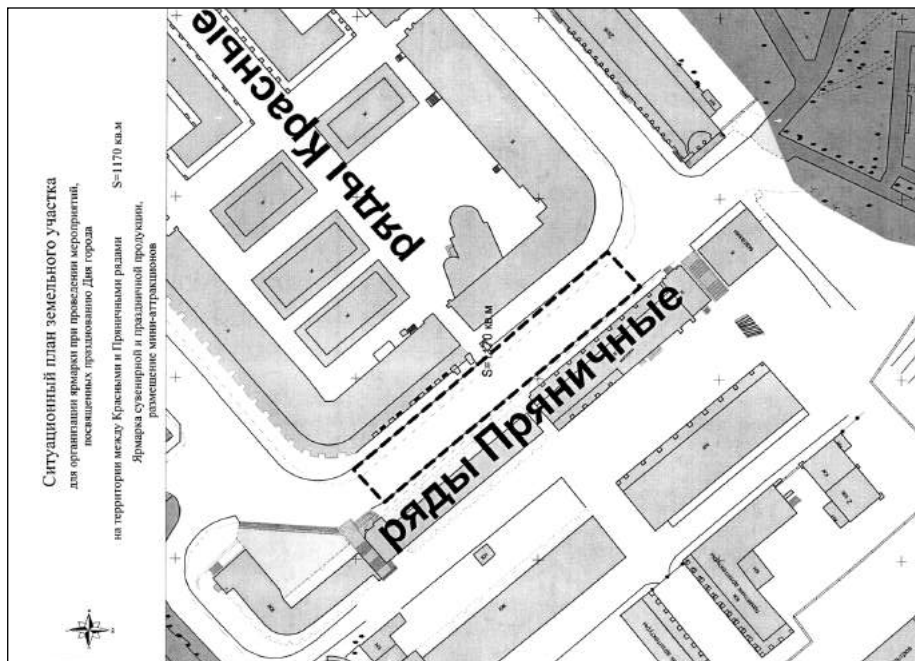 Ситуационный план земельного участка
для организации ярмарки при проведении мероприятий,
посвященных празднованию Дня города
на территории между Красными и Пряничными рядами S=1170 кв.м
Ярмарка сувенирной и праздничной продукции,
размещение мини-аттракционов
ряды Красные
ряды Пряничные
S=1170 кв.м